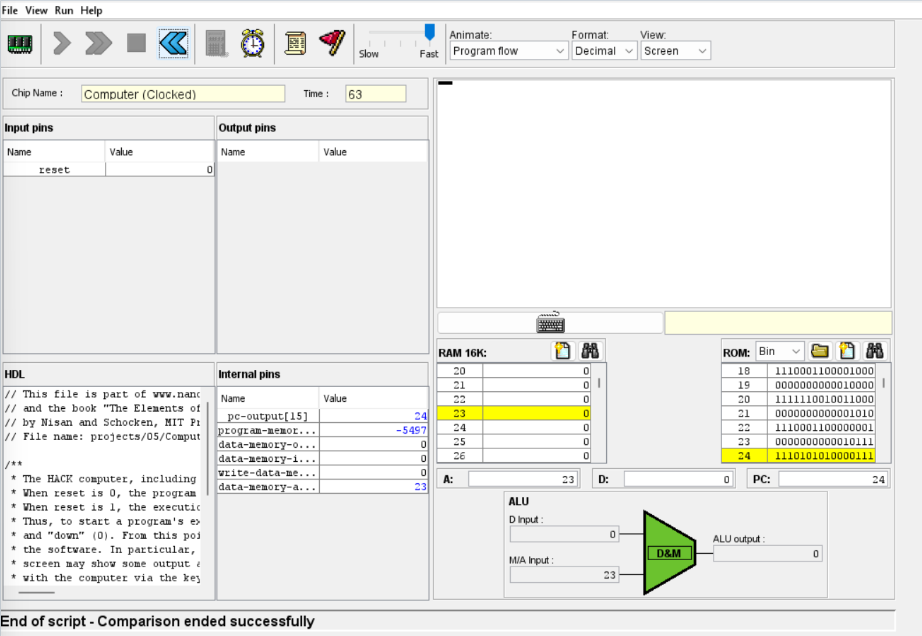 File View Run Help
Slow Fast
Animate: Format: View:
Program flow Decimal Screen
Chip Name : Computer (Clocked) Time : 63
Input pins
Name Value
reset 0
Output pins
Name Value
HDL
// This file is part of www.nand
// and the book "The Elements of
// by Nisan and Schocken, MIT Pr
// File name: projects/05/Comput
/**
* The HACK computer, including
* When reset is 0, the program
* When reset is 1, the executio
* Thus, to start a program's ex
* and "down" (0). From this poi
* the software. In particular,
* screen may show some output a
* with the computer via the key
Internal pins
Name Value
pc-output[15] 24
program-memor... -5497
data-memory-o... 0
data-memory-i... 0
write-data-me... 0
data-memory-a... 23
RAM 16K:
20 0
21 0
22 0
23 0
24 0
25 0
26 0
ROM: Bin
18 1110001100001000
19 0000000000010000
20 1111110010011000
21 0000000000001010
22 1110001100000001
23 0000000000010111
24 1110101010000111
A: 23 D: 0 PC: 24
ALU
D Input : 0
M/A Input : 23
D&M
ALU output : 0
End of script - Comparison ended successfully